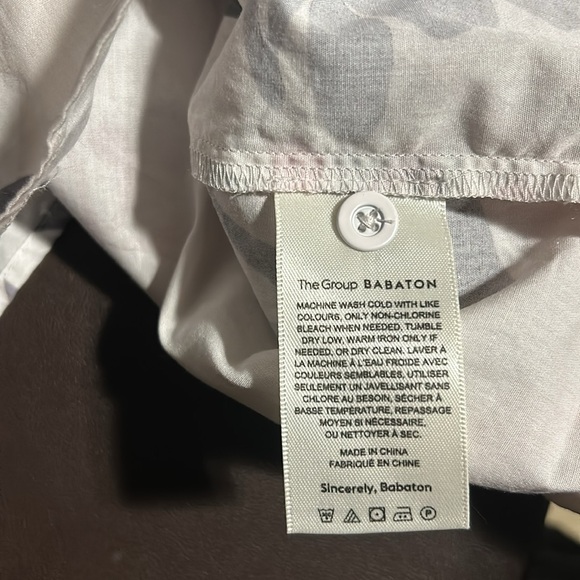 The Group BABATON
MACHINE WASH COLD WITH LIKE
COLOURS, ONLY NON-CHLORINE
BLEACH WHEN NEEDED, TUMBLE
DRY LOW, WARM IRON ONLY IF
NEEDED, OR DRY CLEAN. LAVER À
LA MACHINE À L'EAU FROIDE AVEC
COULEURS SEMBLABLES, UTILISER
SEULEMENT UN JAVELLISANT SANS
CHLORE AU BESOIN, SÉCHER À
BASSE TEMPÉRATURE, REPASSAGE
MOYEN SI NÉCESSAIRE,
OU NETTOYER À SEC.
MADE IN CHINA
FABRIQUÉ EN CHINE
Sincerely, Babaton